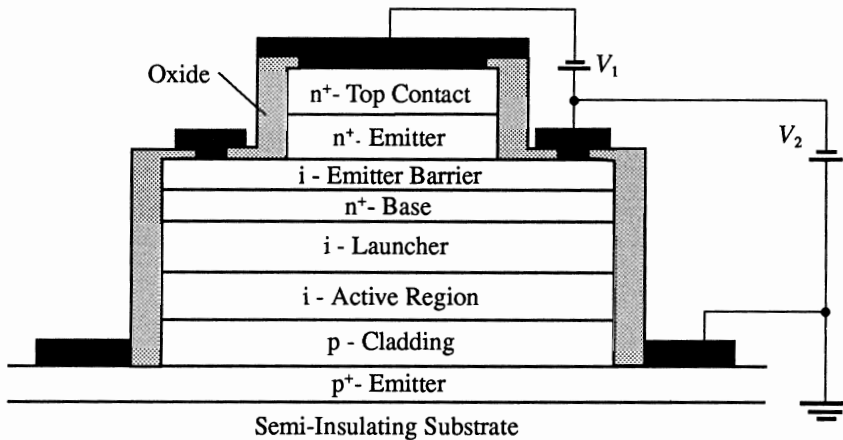 Oxide
V1
n+- Top Contact
n+- Emitter
V2
i - Emitter Barrier
n+- Base
i - Launcher
i - Active Region
p - Cladding
p+- Emitter
Semi-Insulating Substrate